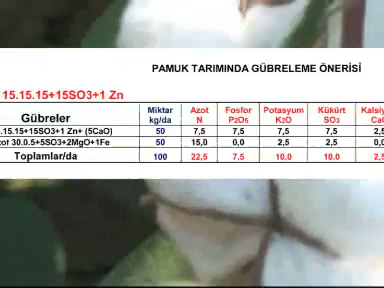 PAMUK TARIMINDA GÜBRELEME ÖNERİSİ
15.15.15+15SO3+1 Zn
Gübreler Miktar kg/da Azot N Fosfor P2O5 Potasyum K2O Kükürt SO3 Kalsiy CaO
.15.15+15SO3+1 Zn+ (5CaO) 50 7,5 7,5 7,5 7,5 2,5
zot 30.0.5+5SO3+2MgO+1Fe 50 15,0 0,0 2,5 2,5 0,0
Toplamlar/da 100 22.5 7.5 10.0 10.0 2,5